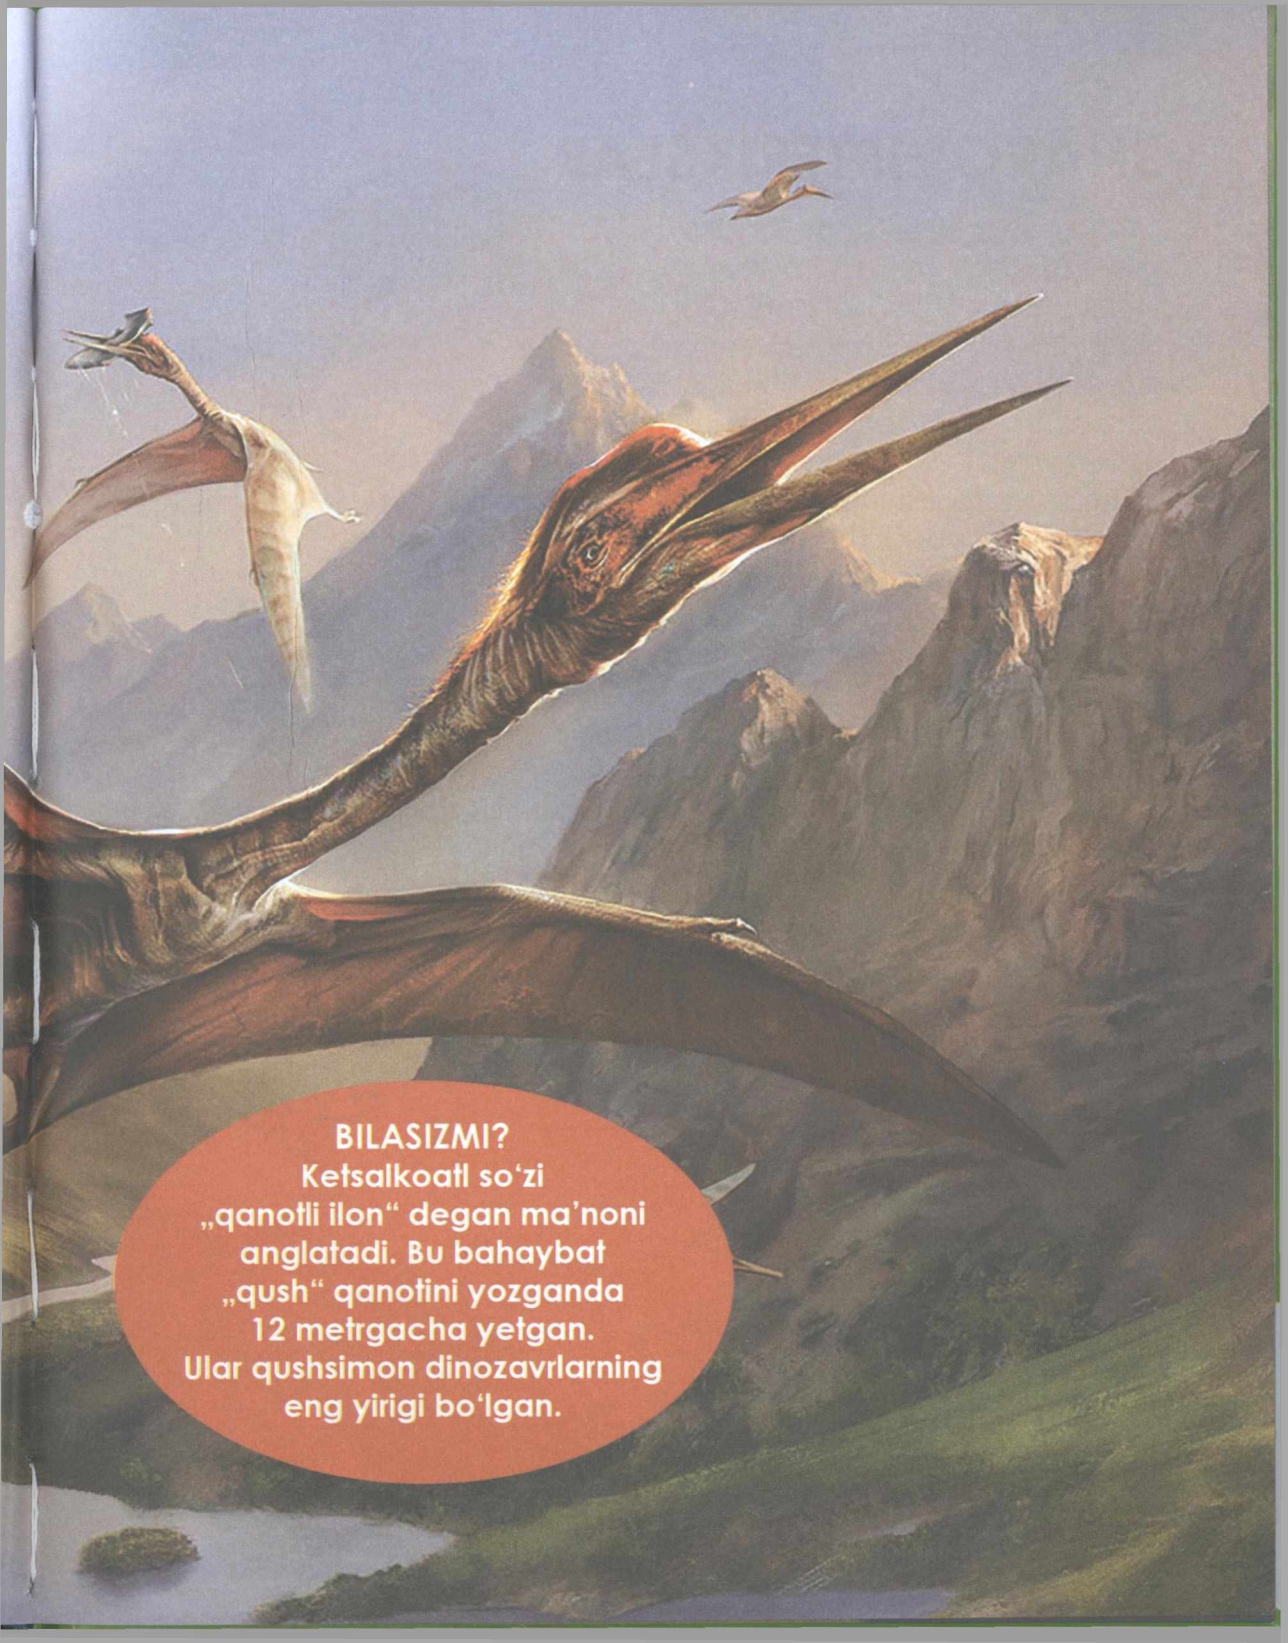 BILASIZMI?
Ketsalkoatl so‘zi
„qanotli ilon“ degan ma’noni
anglatadi. Bu bahaybat
„qush“ qanotini yozganda
12 metrgacha yetgan.
Ular qushsimon dinozavrlarning
eng yirigi bo‘lgan.